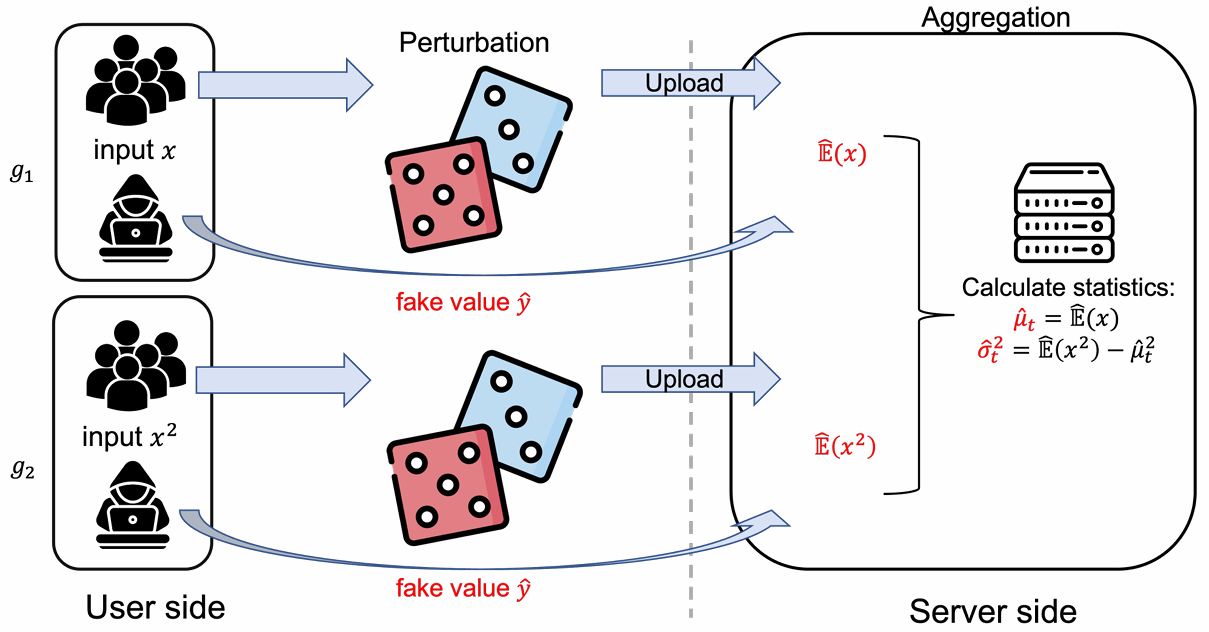 Aggregation
Perturbation
Upload
input 𝑥
𝔼̂(𝑥)
𝑔₁
Calculate statistics:
fake value ŷ
μ̂ₜ = 𝔼̂(𝑥)
σ̂ₜ² = 𝔼̂(𝑥²) − μ̂ₜ²
Upload
input 𝑥²
𝔼̂(𝑥²)
𝑔₂
fake value ŷ
User side
Server side